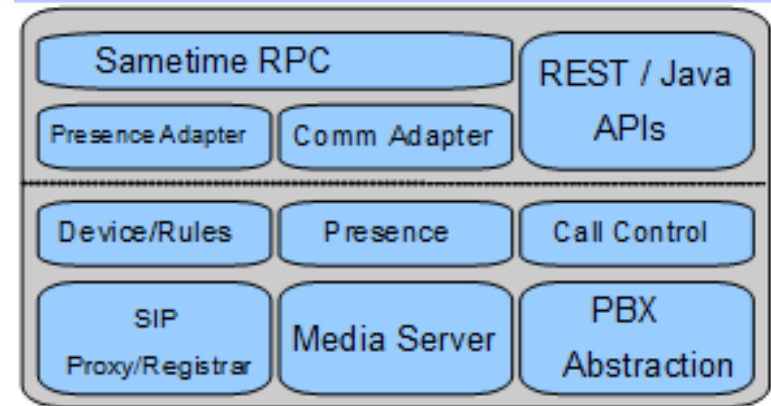 Sametime RPC
REST / Java
APIs
Presence Adapter
Comm Adapter
Device/Rules
Presence
Call Control
SIP
Proxy/Registrar
Media Server
PBX
Abstraction